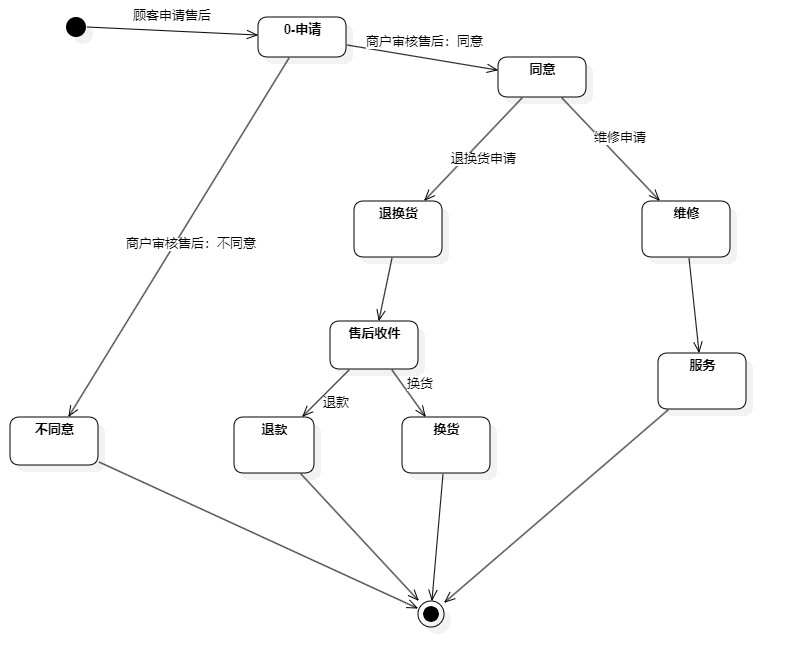 顾客申请售后
0-申请
商户审核售后：同意
同意
维修申请
退换货申请
退换货
维修
商户审核售后：不同意
售后收件
服务
换货
退款
不同意
退款
换货